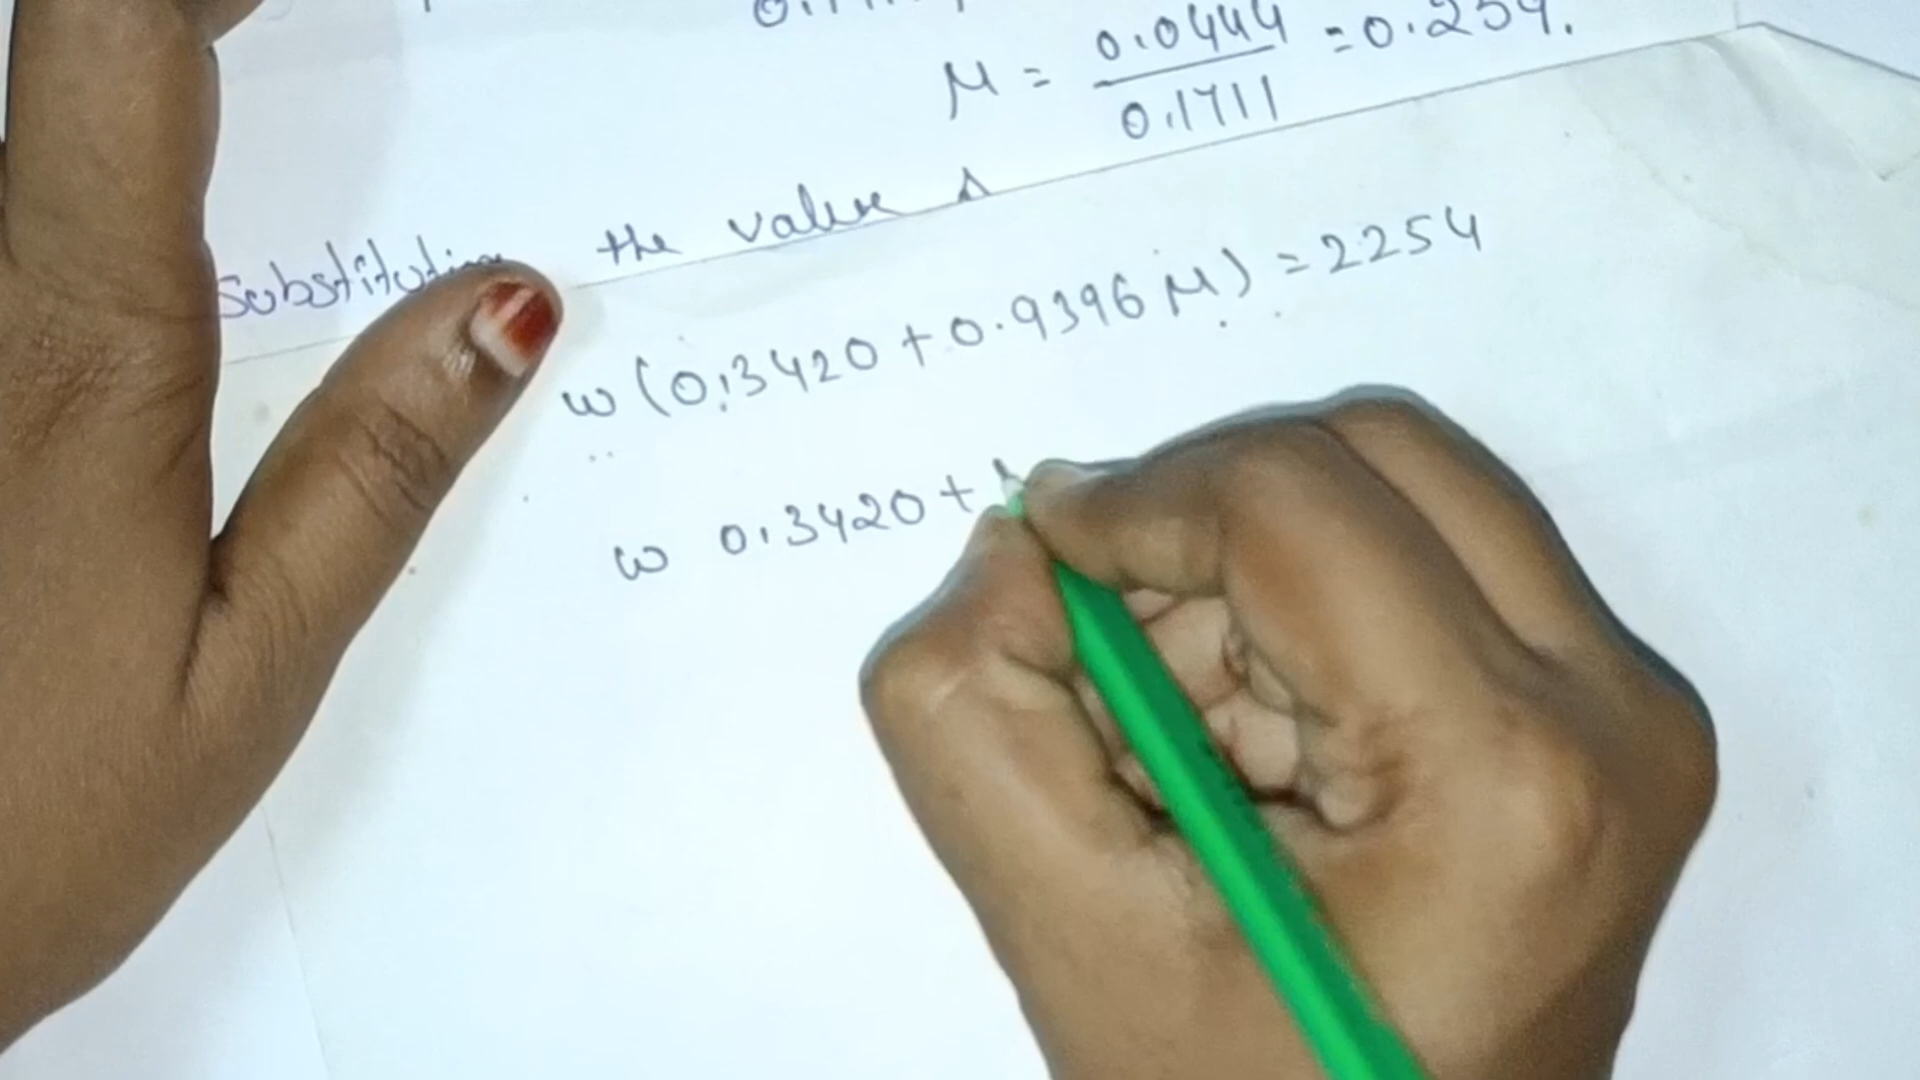 μ = 0.0444 / 0.1711 = 0.259.
Substituting the value
w (0.3420 + 0.9396 μ) = 2254
w 0.3420 +